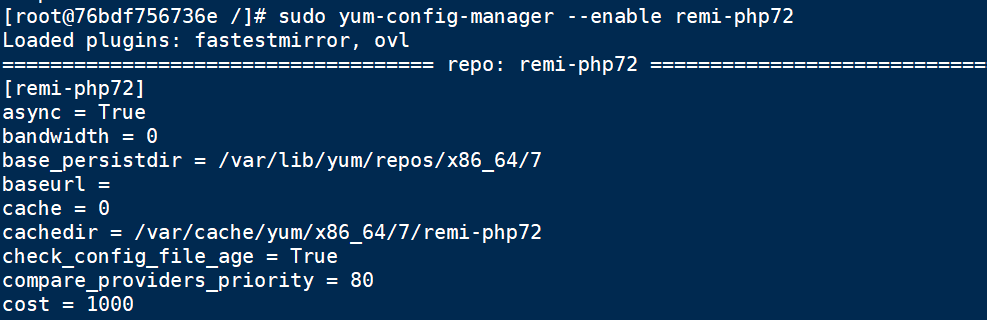 [root@76bdf756736e /]# sudo yum-config-manager --enable remi-php72
Loaded plugins: fastestmirror, ovl
==================================== repo: remi-php72 ============================
[remi-php72]
async = True
bandwidth = 0
base_persistdir = /var/lib/yum/repos/x86_64/7
baseurl =
cache = 0
cachedir = /var/cache/yum/x86_64/7/remi-php72
check_config_file_age = True
compare_providers_priority = 80
cost = 1000